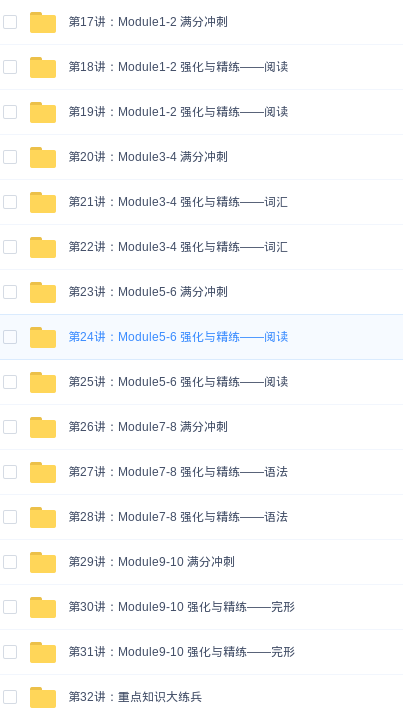 第17讲：Module1-2 满分冲刺
第18讲：Module1-2 强化与精练——阅读
第19讲：Module1-2 强化与精练——阅读
第20讲：Module3-4 满分冲刺
第21讲：Module3-4 强化与精练——词汇
第22讲：Module3-4 强化与精练——词汇
第23讲：Module5-6 满分冲刺
第24讲：Module5-6 强化与精练——阅读
第25讲：Module5-6 强化与精练——阅读
第26讲：Module7-8 满分冲刺
第27讲：Module7-8 强化与精练——语法
第28讲：Module7-8 强化与精练——语法
第29讲：Module9-10 满分冲刺
第30讲：Module9-10 强化与精练——完形
第31讲：Module9-10 强化与精练——完形
第32讲：重点知识大练兵